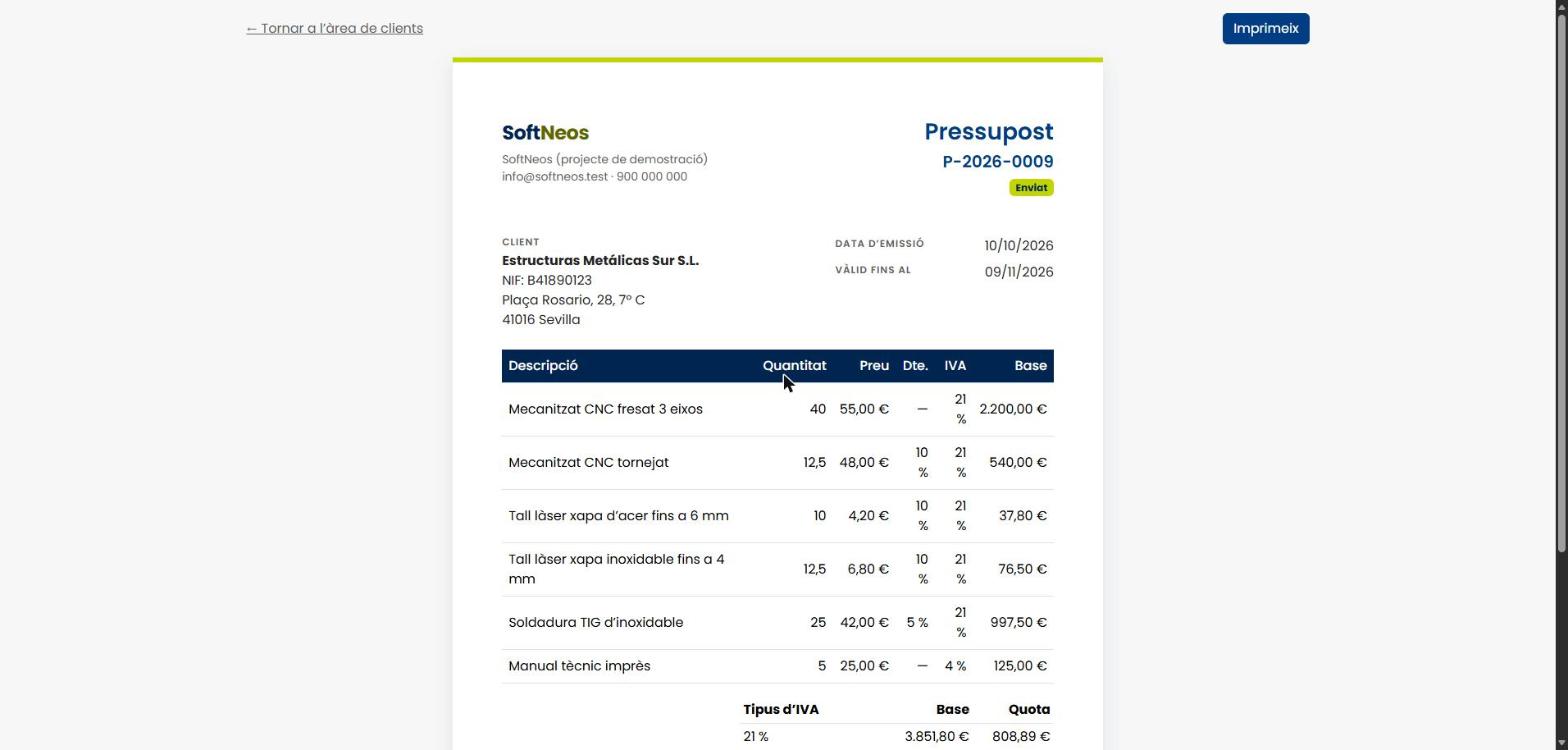 ← Tornar a l’àrea de clients
Imprimeix
SoftNeos
SoftNeos (projecte de demostració)
info@softneos.test · 900 000 000
Pressupost
P-2026-0009
Enviat
CLIENT
Estructuras Metálicas Sur S.L.
NIF: B41890123
Plaça Rosario, 28, 7º C
41016 Sevilla
DATA D’EMISSIÓ 10/10/2026
VÀLID FINS AL 09/11/2026
Descripció Quantitat Preu Dte. IVA Base
Mecanitzat CNC fresat 3 eixos 40 55,00 € — 21 % 2.200,00 €
Mecanitzat CNC tornejat 12,5 48,00 € 10 % 21 % 540,00 €
Tall làser xapa d’acer fins a 6 mm 10 4,20 € 10 % 21 % 37,80 €
Tall làser xapa inoxidable fins a 4 mm 12,5 6,80 € 10 % 21 % 76,50 €
Soldadura TIG d’inoxidable 25 42,00 € 5 % 21 % 997,50 €
Manual tècnic imprès 5 25,00 € — 4 % 125,00 €
Tipus d’IVA Base Quota
21 % 3.851,80 € 808,89 €